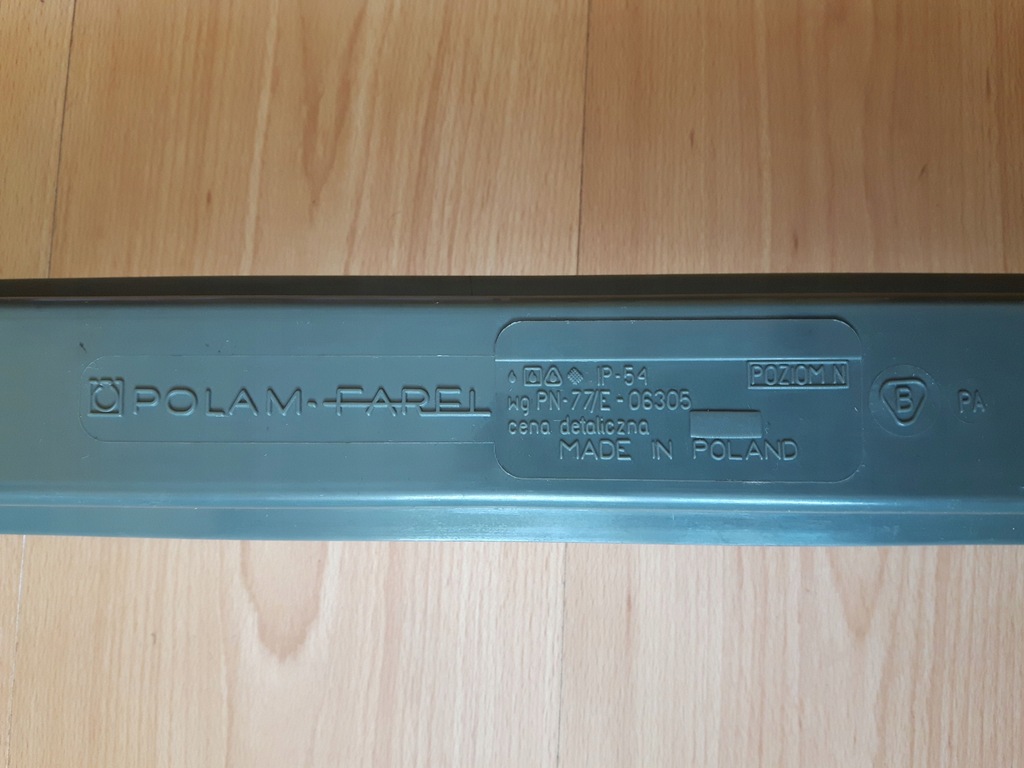 POLAM·FAREL
IP-54
POZIOM N
wg PN-77/E-06305
cena detaliczna
MADE IN POLAND
B
PA